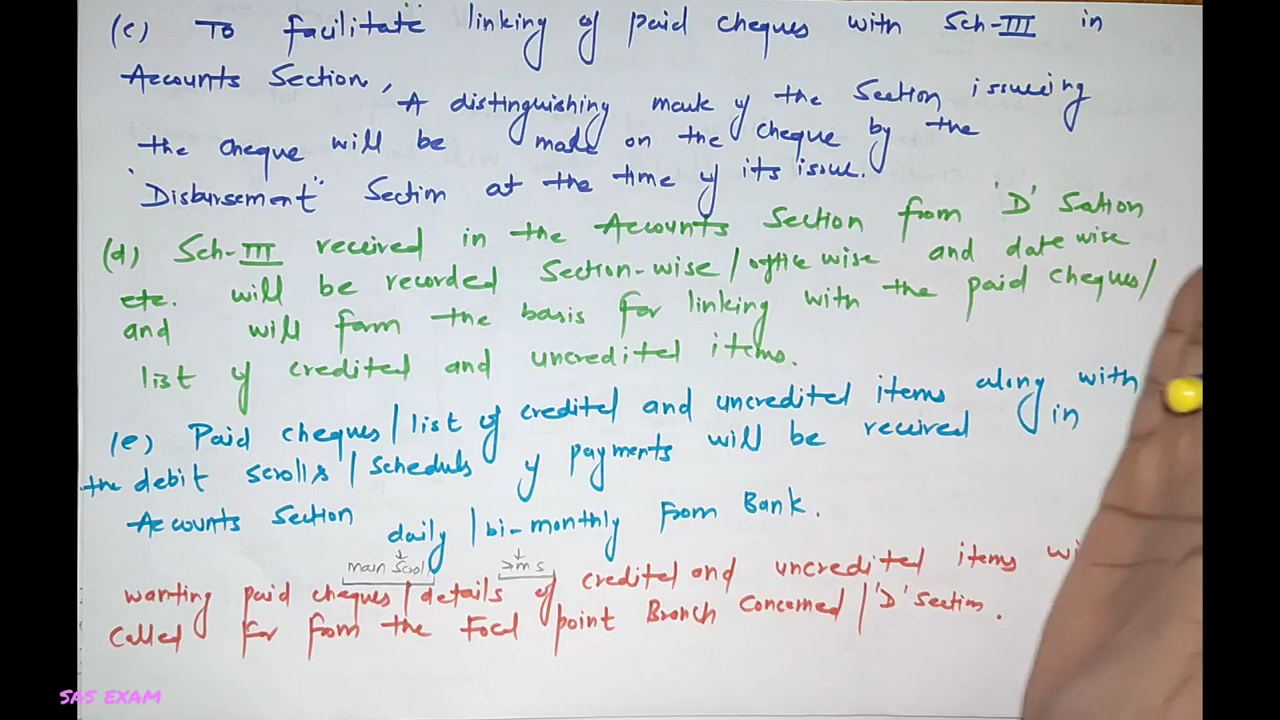 (c) To facilitate linking of paid cheques with Sch-III in
Accounts Section, A distinguishing mark of the Section issueing
the cheque will be made on the cheque by the
"Disbursement" Section at the time of its issue.
(d) Sch-III received in the Accounts Section from 'D' Section
etc. will be recorded Section-wise/office wise and date wise
and will form the basis for linking with the paid cheques/
list of credited and uncredited items.
(e) Paid cheques/list of credited and uncredited items along with
the debit scrolls/Scheduls of payments will be received in
Accounts Section daily/bi-monthly From Bank.
main Scroll
wanting paid cheques/details of credited and uncredited items
called for from the Focal point Branch Concerned/'D' Section.
SAS EXAM